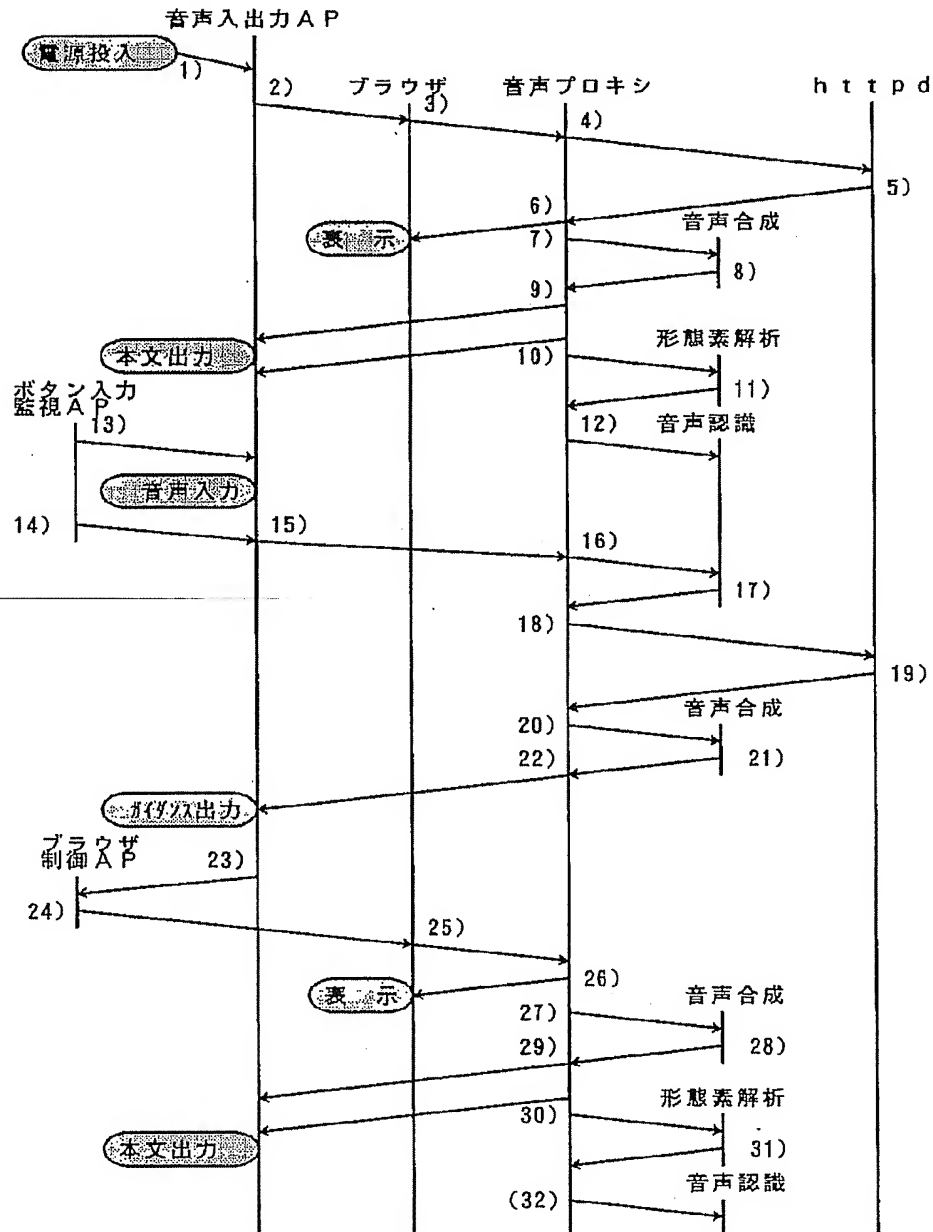 音声入出力AP
電源投入
1)
2)
ブラウザ
3)
音声プロキシ
4)
httpd
5)
6)
表示
7)
音声合成
8)
9)
本文出力
10)
形態素解析
11)
ボタン入力
監視AP
12)
音声認識
13)
音声入力
14)
15)
16)
17)
18)
19)
音声合成
20)
21)
22)
ガイダンス出力
ブラウザ
制御AP
23)
24)
25)
26)
表示
音声合成
27)
28)
29)
形態素解析
30)
31)
本文出力
音声認識
(32)